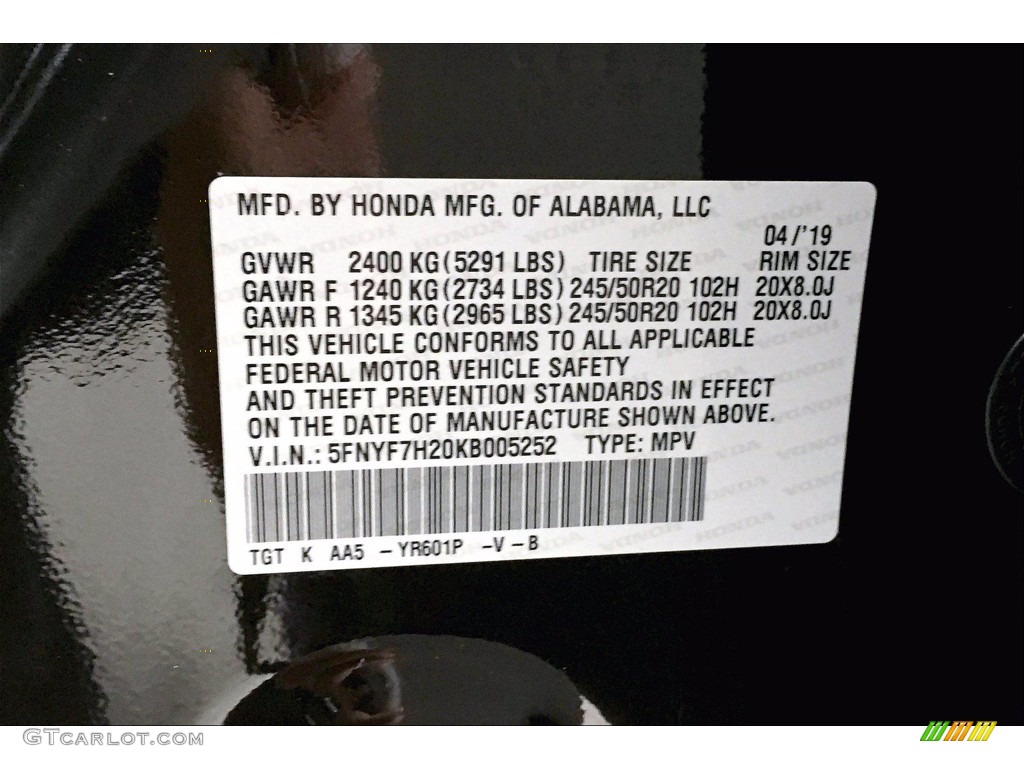 MFD. BY HONDA MFG. OF ALABAMA, LLC
04/'19
GVWR 2400 KG(5291 LBS) TIRE SIZE RIM SIZE
GAWR F 1240 KG(2734 LBS) 245/50R20 102H 20X8.0J
GAWR R 1345 KG(2965 LBS) 245/50R20 102H 20X8.0J
THIS VEHICLE CONFORMS TO ALL APPLICABLE
FEDERAL MOTOR VEHICLE SAFETY
AND THEFT PREVENTION STANDARDS IN EFFECT
ON THE DATE OF MANUFACTURE SHOWN ABOVE.
V.I.N.: 5FNYF7H20KB005252 TYPE: MPV
TGT K AA5 -YR601P -V-B
GTCARLOT.COM